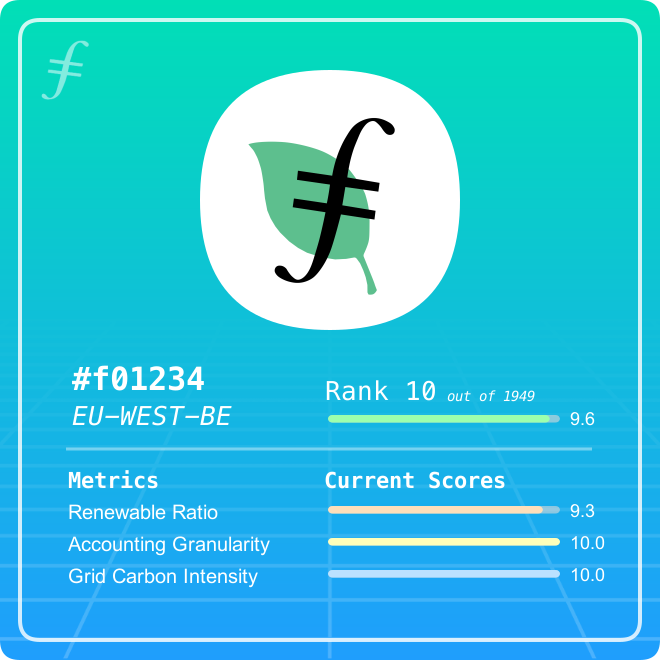 #f01234
EU–WEST–BE
Rank 10 out of 1949
9.6
Metrics
Current Scores
Renewable Ratio
9.3
Accounting Granularity
10.0
Grid Carbon Intensity
10.0